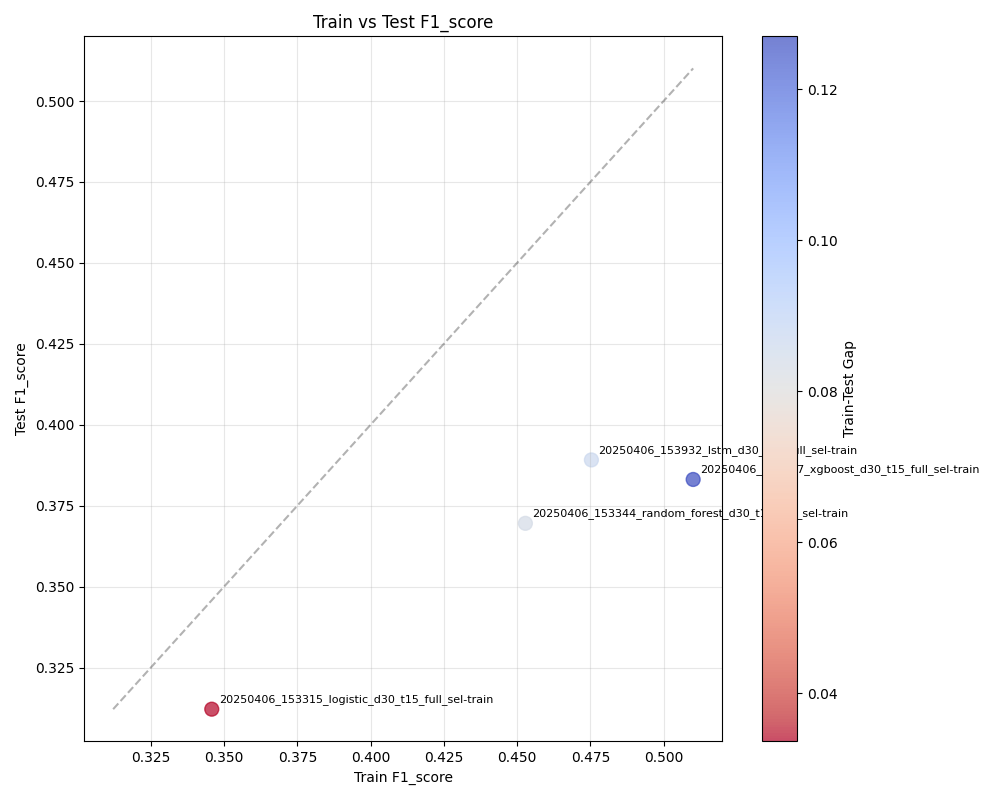 Train vs Test F1_score
0.500
0.475
0.450
0.425
0.400
0.375
0.350
0.325
Test F1_score
20250406_153932_lstm_d30_ ull_sel-train
20250406_ 7_xgboost_d30_t15_full_sel-train
20250406_153344_random_forest_d30_t1 _sel-train
20250406_153315_logistic_d30_t15_full_sel-train
0.325 0.350 0.375 0.400 0.425 0.450 0.475 0.500
Train F1_score
0.12
0.10
0.08
0.06
0.04
Train-Test Gap